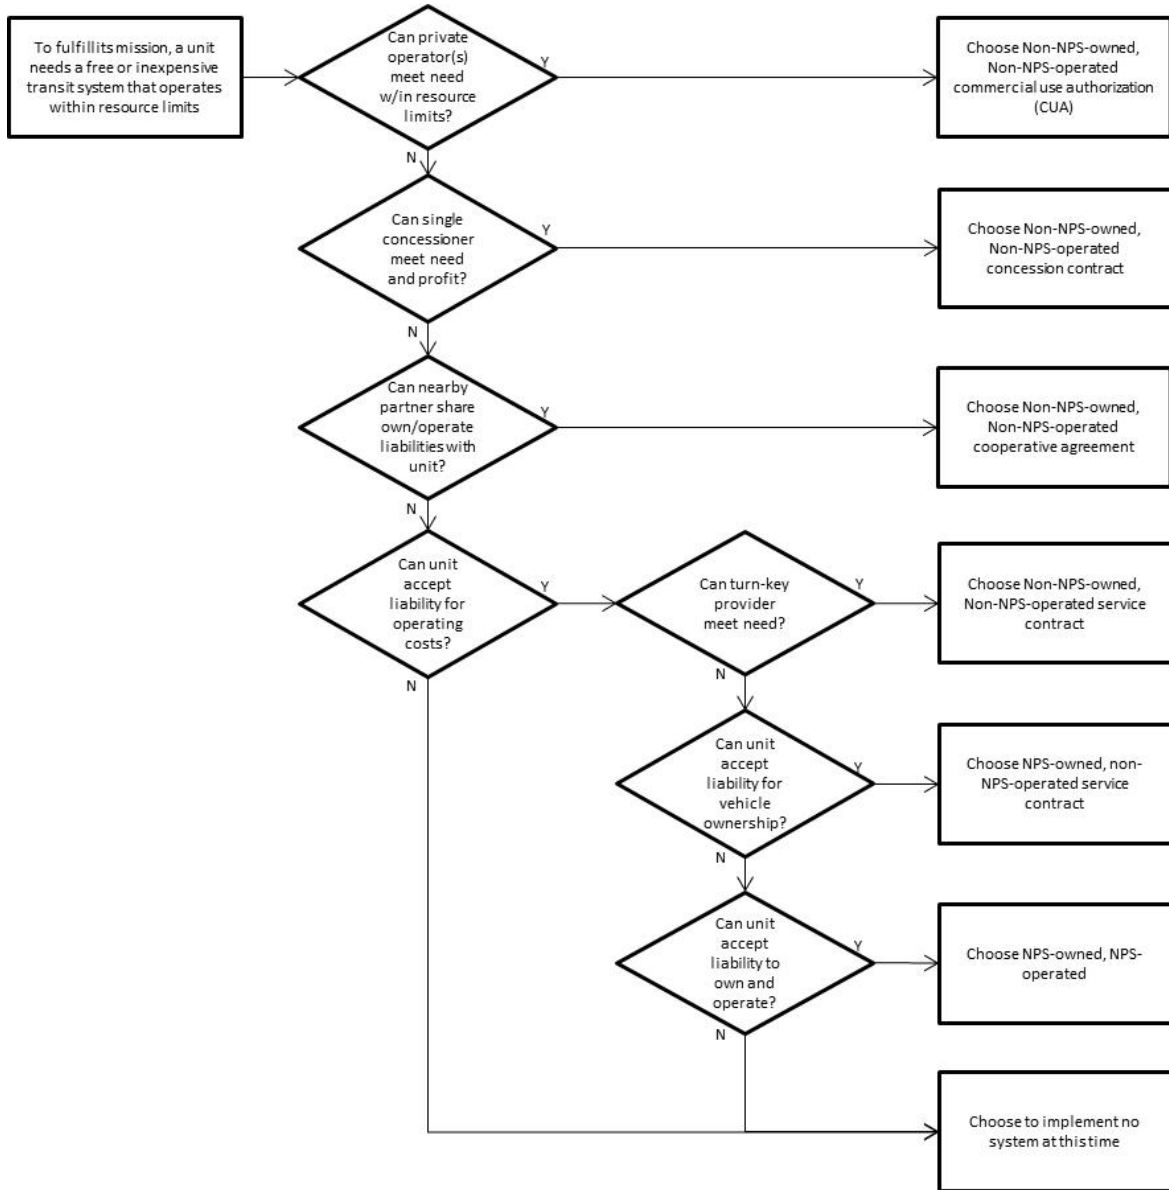 To fulfill its mission, a unit
needs a free or inexpensive
transit system that operates
within resource limits
Can private
operator(s)
meet need
w/in resource
limits?
Y
N
Choose Non-NPS-owned,
Non-NPS-operated
commercial use authorization
(CUA)
Can single
concessioner
meet need
and profit?
Y
N
Choose Non-NPS-owned,
Non-NPS-operated
concession contract
Can nearby
partner share
own/operate
liabilities with
unit?
Y
N
Choose Non-NPS-owned,
Non-NPS-operated
cooperative agreement
Can unit
accept
liability for
operating
costs?
Y
N
Can turn-key
provider
meet need?
Y
N
Choose Non-NPS-owned,
Non-NPS-operated service
contract
Can unit
accept
liability for
vehicle
ownership?
Y
N
Choose NPS-owned, non-
NPS-operated service
contract
Can unit
accept
liability to
own and
operate?
Y
N
Choose NPS-owned, NPS-
operated
Choose to implement no
system at this time